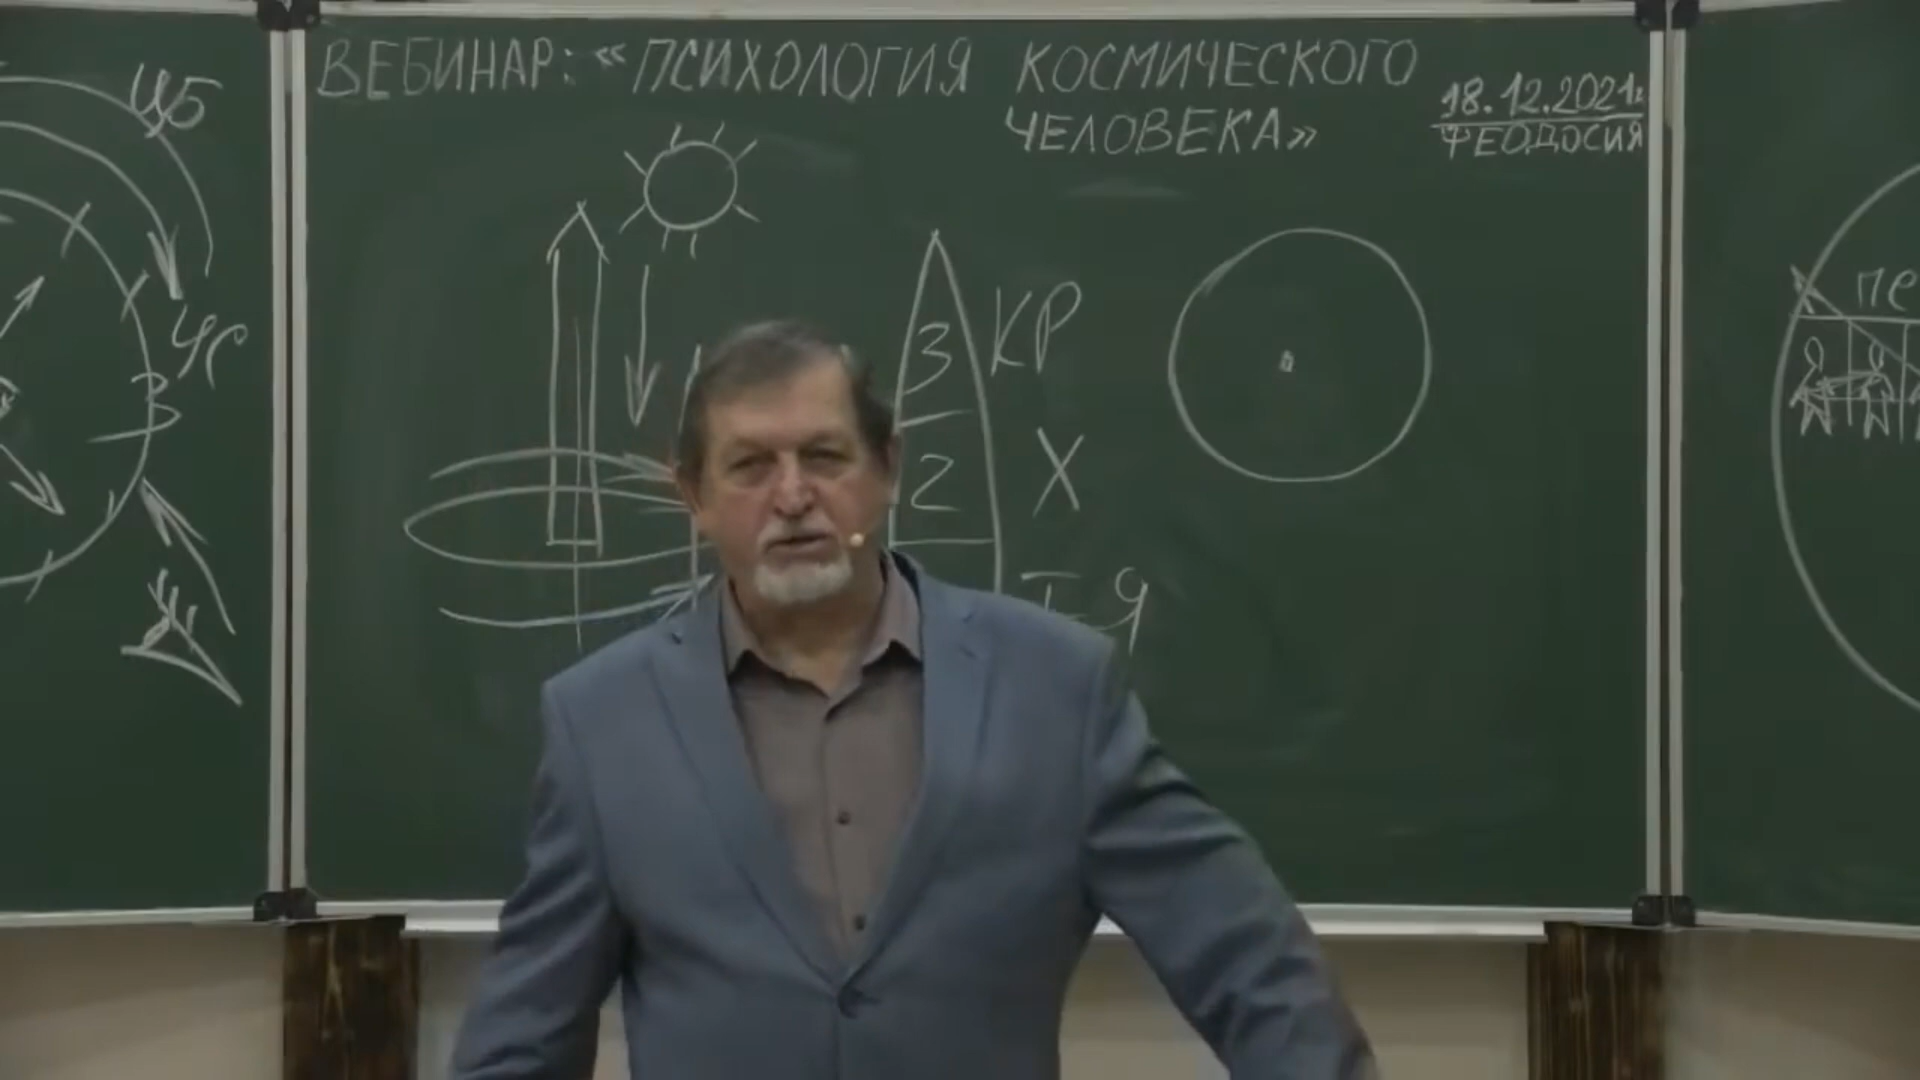 ВЕБИНАР: "ПСИХОЛОГИЯ КОСМИЧЕСКОГО
ЧЕЛОВЕКА»
18.12.2021г
ФЕОДОСИЯ
ЦБ
ЧС
3
3
КР
2
Х
I-Я
пе